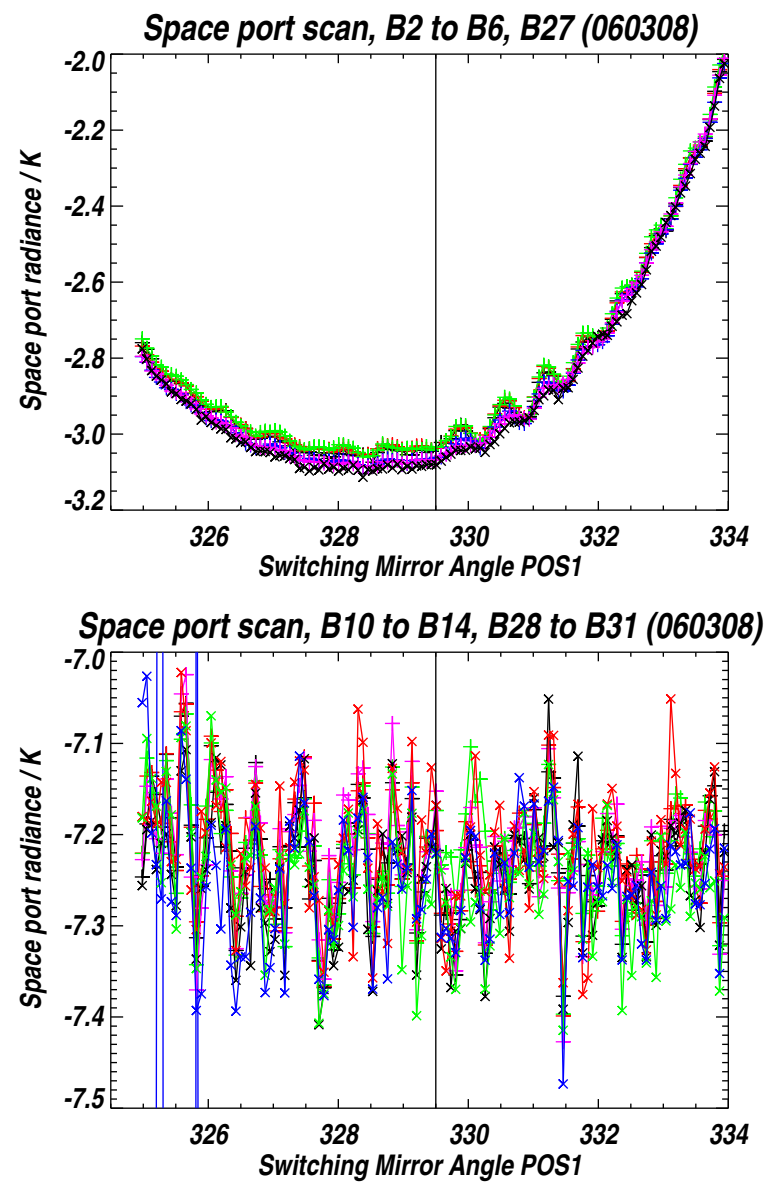 Space port scan, B2 to B6, B27 (060308)
-2.0
-2.2
-2.4
-2.6
-2.8
-3.0
-3.2
Space port radiance / K
326 328 330 332 334
Switching Mirror Angle POS1
Space port scan, B10 to B14, B28 to B31 (060308)
-7.0
-7.1
-7.2
-7.3
-7.4
-7.5
Space port radiance / K
326 328 330 332 334
Switching Mirror Angle POS1